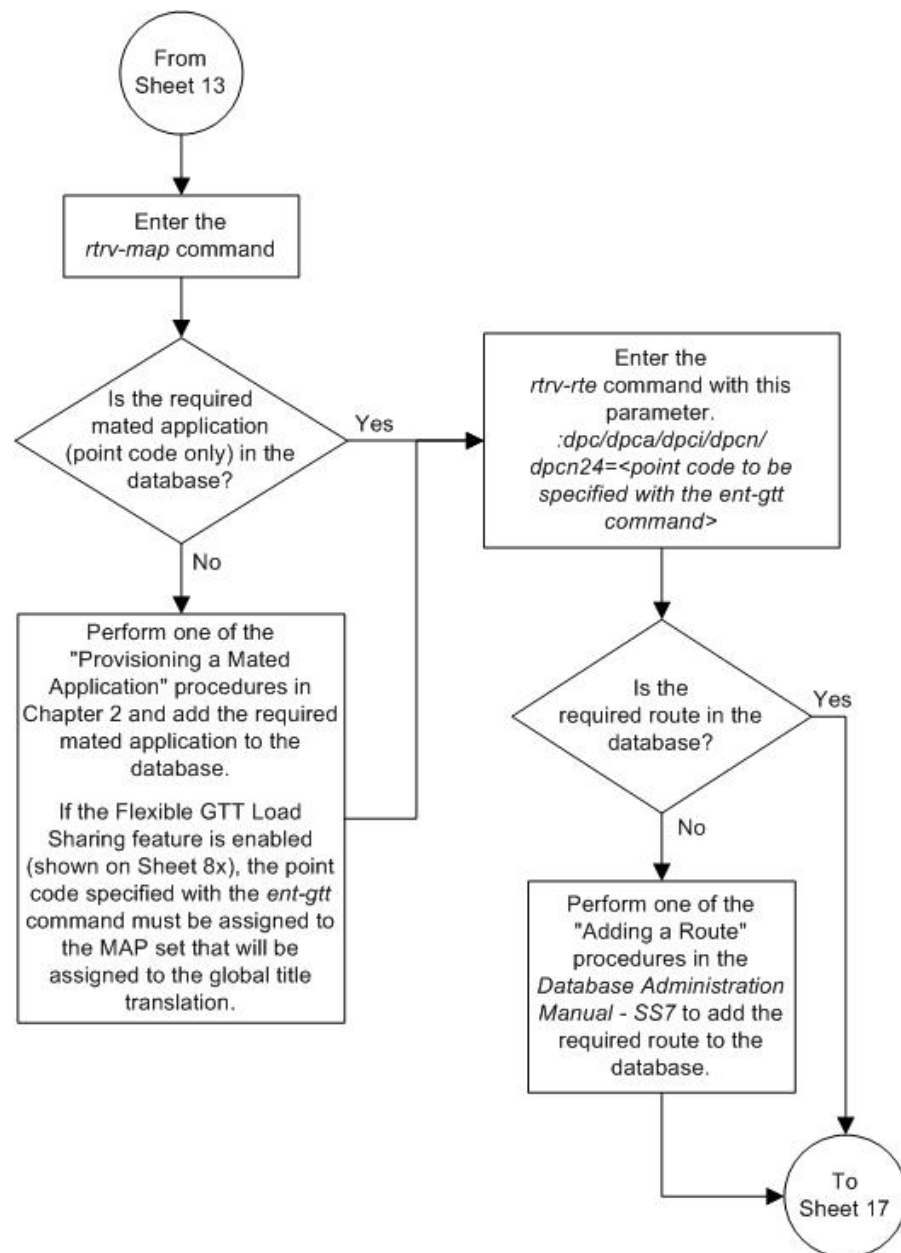 From
Sheet 13
Enter the
rtrv-map command
Is the required
mated application
(point code only) in the
database?
Yes
No
Perform one of the
"Provisioning a Mated
Application" procedures in
Chapter 2 and add the required
mated application to the
database.
If the Flexible GTT Load
Sharing feature is enabled
(shown on Sheet 8x), the point
code specified with the ent-gtt
command must be assigned to
the MAP set that will be
assigned to the global title
translation.
Enter the
rtrv-rte command with this
parameter.
:dpc/dpca/dpci/dpcn/
dpcn24=<point code to be
specified with the ent-gtt
command>
Is the
required route in the
database?
Yes
No
Perform one of the
"Adding a Route"
procedures in the
Database Administration
Manual - SS7 to add the
required route to the
database.
To
Sheet 17